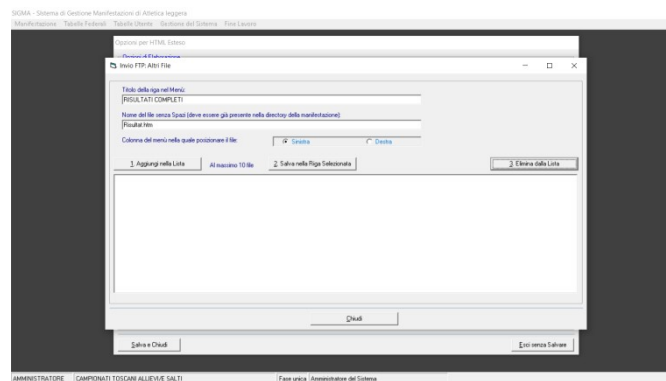 SIGMA - Sistema di Gestione Manifestazioni di Atletica leggera
Manifestazione Tabelle Federali Tabelle Utente Gestione del Sistema Fine Lavoro
Opzioni per HTML Esteso
Opzioni di Elaborazione
Invio FTP: Altri File
Titolo della riga nel Menù:
RISULTATI COMPLETI
Nome del file senza Spazi (deve essere già presente nella directory della manifestazione):
Risultat.htm
Colonna del menù nella quale posizionare il file:
Sinistra Destra
1. Aggiungi nella Lista Al massimo 10 file 2. Salva nella Riga Selezionata 3. Elimina dalla Lista
Chiudi
Salva e Chiudi Esci senza Salvare
AMMINISTRATORE CAMPIONATI TOSCANI ALLIEVI/E SALTI Fase unica Amministratore del Sistema